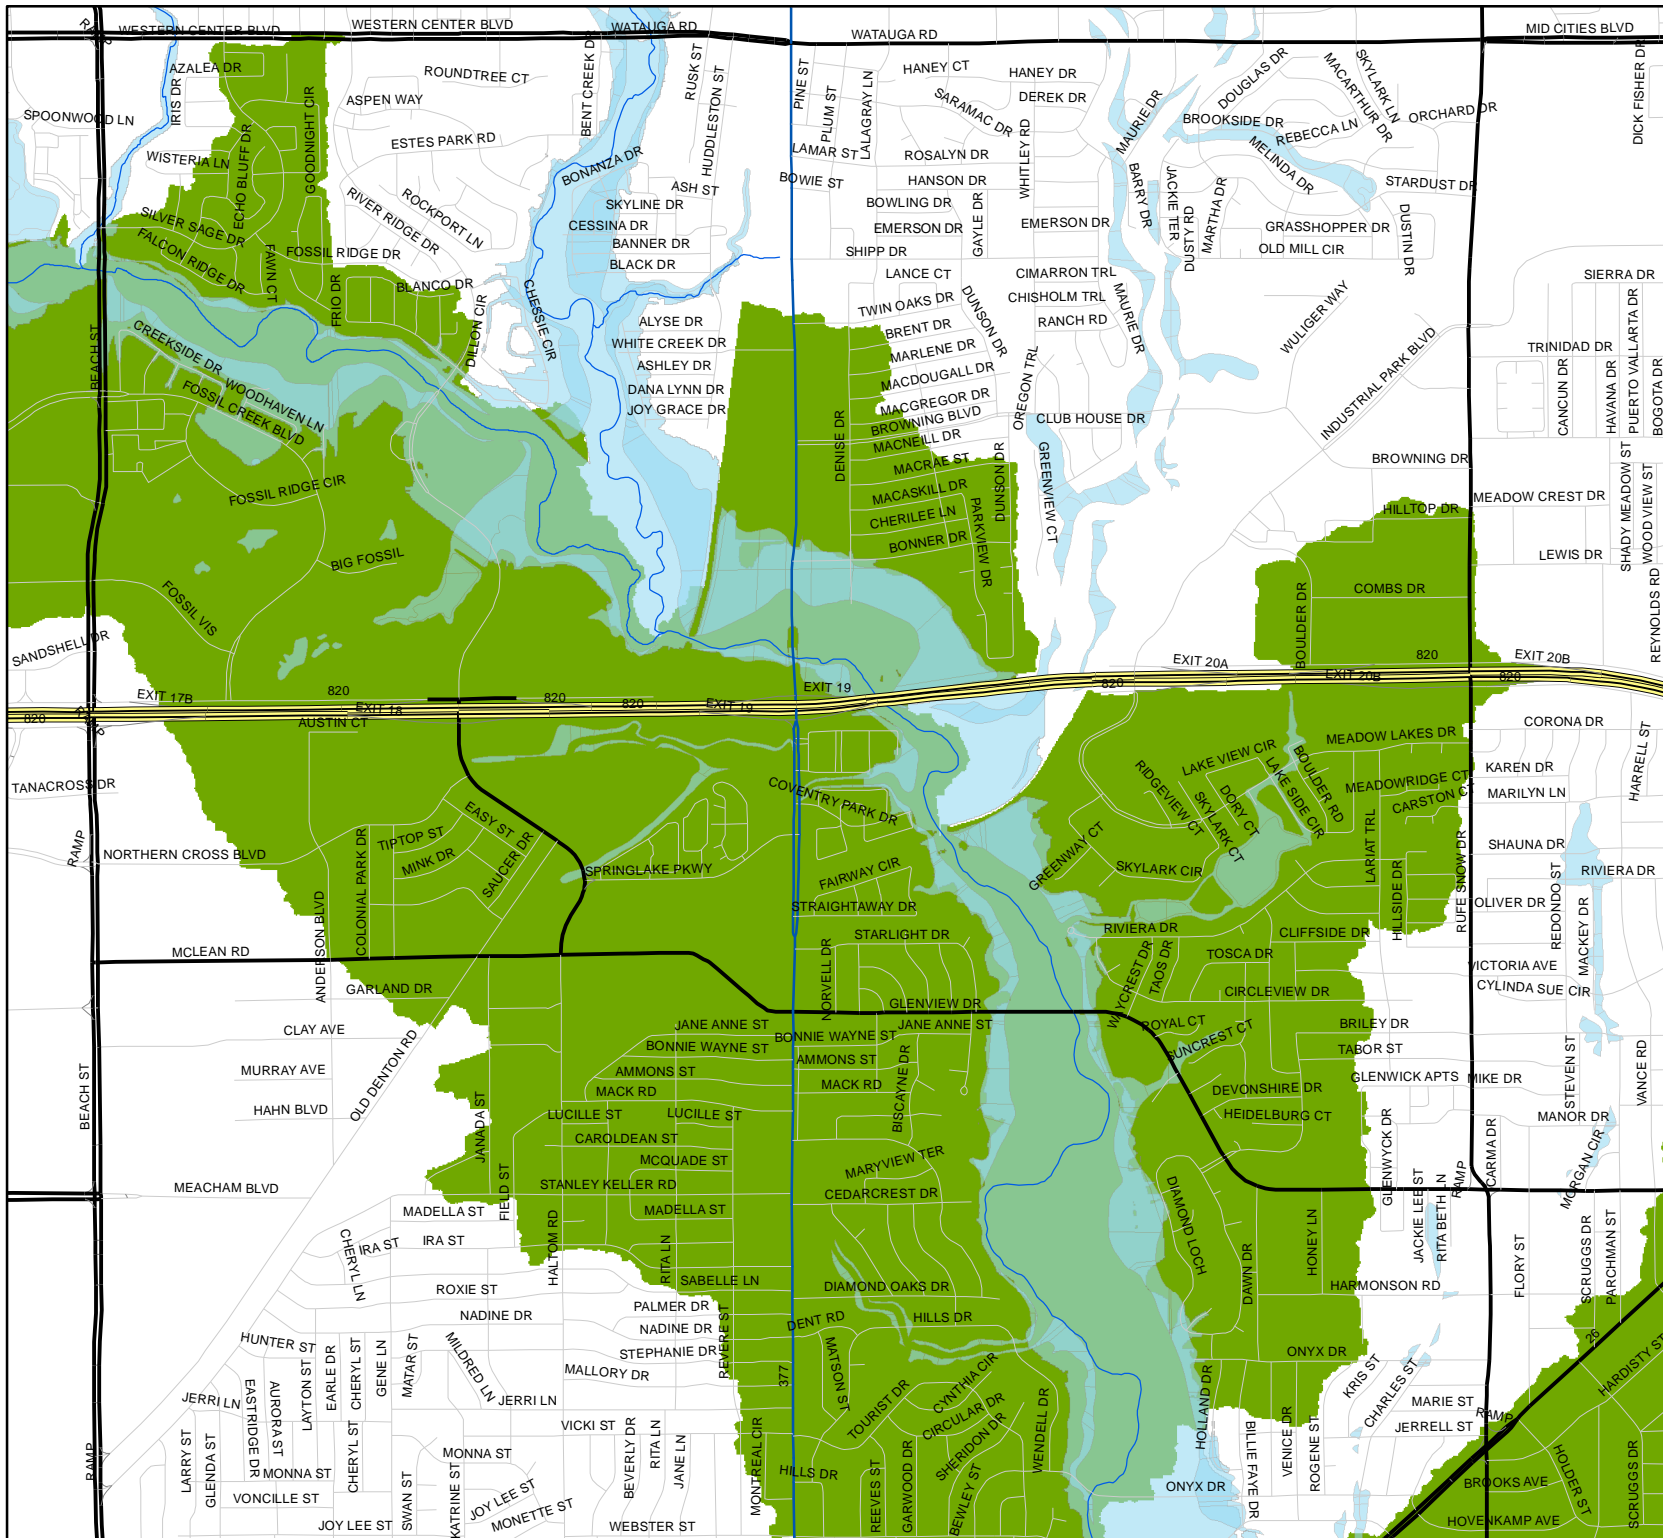 WESTERN CENTER BLVD
WESTERN CENTER BLVD
WATAUGA RD
WATAUGA RD
MID CITIES BLVD
RAMP
AZALEA DR
IRIS DR
ROUNDTREE CT
ASPEN WAY
BENT CREEK DR
RUSK ST
HUDDLESTON ST
PINE ST
PLUM ST
LALAGRAY LN
HANEY CT
HANEY DR
DEREK DR
SARAMAC DR
WHITLEY RD
MAURIE DR
DOUGLAS DR
SKYLARK LN
MACARTHUR DR
ORCHARD DR
DICK FISHER DR
SPOONWOOD LN
ESTES PARK RD
BROOKSIDE DR
REBECCA LN
MELINDA DR
WISTERIA LN
ECHO BLUFF DR
GOODNIGHT CIR
BONANZA DR
LAMAR ST
ROSALYN DR
BOWIE ST
HANSON DR
BARRY DR
JACKIE TER
MARTHA DR
STARDUST DR
ASH ST
RIVER RIDGE DR
ROCKPORT LN
SKYLINE DR
BOWLING DR
GAYLE DR
SILVER SAGE DR
CESSINA DR
EMERSON DR
EMERSON DR
DUSTY RD
GRASSHOPPER DR
DUSTIN DR
FALCON RIDGE DR
FAWN CT
FOSSIL RIDGE DR
BANNER DR
SHIPP DR
OLD MILL CIR
BLACK DR
LANCE CT
CIMARRON TRL
SIERRA DR
FRIO DR
BLANCO DR
DILLON CIR
CHESSIE CIR
TWIN OAKS DR
DUNSON DR
CHISHOLM TRL
MAURIE DR
WULIGER WAY
PUERTO VALLARTA DR
ALYSE DR
BRENT DR
RANCH RD
BEACH ST
CREEKSIDE DR
WHITE CREEK DR
MARLENE DR
OREGON TRL
INDUSTRIAL PARK BLVD
TRINIDAD DR
ASHLEY DR
MACDOUGALL DR
CANCUN DR
HAVANA DR
BOGOTA DR
WOODHAVEN LN
FOSSIL CREEK BLVD
DANA LYNN DR
MACGREGOR DR
JOY GRACE DR
BROWNING BLVD
CLUB HOUSE DR
DENISE DR
MACNEILL DR
GREENVIEW CT
MACRAE ST
DUNSON DR
BROWNING DR
SHADY MEADOW ST
WOOD VIEW ST
FOSSIL RIDGE CIR
MACASKILL DR
PARKVIEW DR
HILLTOP DR
MEADOW CREST DR
CHERILEE LN
BONNER DR
BIG FOSSIL
LEWIS DR
FOSSIL VIS
BOULDER DR
COMBS DR
REYNOLDS RD
SANDSHELL DR
EXIT 17B
820
820
EXIT 18
820
820
EXIT 19
EXIT 19
820
EXIT 20A
820
EXIT 20B
EXIT 20B
820
RAMP
AUSTIN CT
CORONA DR
HARRELL ST
MEADOW LAKES DR
LAKE VIEW CIR
BOULDER RD
RIDGEVIEW CT
SKYLARK CT
DORY CT
LAKE SIDE CIR
MEADOWRIDGE CT
CARSTON CT
KAREN DR
MARILYN LN
TANACROSS DR
COVENTRY PARK DR
EASY ST
TIPTOP ST
MINK DR
SAUCER DR
COLONIAL PARK DR
RAMP
NORTHERN CROSS BLVD
SPRINGLAKE PKWY
FAIRWAY CIR
GREENWAY CT
SKYLARK CIR
LARIAT TRL
HILLSIDE DR
RUFE SNOW DR
SHAUNA DR
RIVIERA DR
REDONDO ST
OLIVER DR
MACKEY DR
ANDERSON BLVD
STRAIGHTAWAY DR
MCLEAN RD
STARLIGHT DR
RIVIERA DR
CLIFFSIDE DR
NORVELL DR
WAYCREST DR
TAOS DR
TOSCA DR
VICTORIA AVE
GARLAND DR
GLENVIEW DR
CIRCLEVIEW DR
CYLINDA SUE CIR
CLAY AVE
JANE ANNE ST
JANE ANNE ST
ROYAL CT
BRILEY DR
OLD DENTON RD
BONNIE WAYNE ST
BONNIE WAYNE ST
SUNCREST CT
TABOR ST
MURRAY AVE
AMMONS ST
AMMONS ST
GLENWICK APTS
MIKE DR
STEVEN ST
VANCE RD
BEACH ST
MACK RD
MACK RD
BISCAYNE DR
DEVONSHIRE DR
HAHN BLVD
JANADA ST
LUCILLE ST
LUCILLE ST
HEIDELBURG CT
MANOR DR
CAROLDEAN ST
GLENWYCK DR
CARMA DR
MORGAN CIR
MCQUADE ST
MARYVIEW TER
MEACHAM BLVD
FIELD ST
STANLEY KELLER RD
CEDARCREST DR
DIAMOND LOCH
JACKIE LEE ST
RITA BETH LN
RAMP
MADELLA ST
MADELLA ST
CHERYL LN
IRA ST
IRA ST
HALTOM RD
RITA LN
HONEY LN
FLORY ST
SCRUGGS DR
PARCHMAN ST
ROXIE ST
SABELLE LN
DIAMOND OAKS DR
DAWN DR
HARMONSON RD
NADINE DR
PALMER DR
NADINE DR
DENT RD
HILLS DR
HUNTER ST
MATAR ST
MILDRED LN
STEPHANIE DR
REVERE ST
ONYX DR
26
HARDISTY ST
MALLORY DR
377
MATSON ST
CYNTHIA CIR
KRIS ST
CHARLES ST
JERRI LN
EASTRIDGE DR
AURORA ST
LAYTON ST
EARLE DR
CHERYL ST
GENE LN
JERRI LN
TOURIST DR
CIRCULAR DR
SHERIDON DR
WENDELL DR
HOLLAND DR
MARIE ST
RAMP
JERRELL ST
VICKI ST
MONTREAL CIR
BILLIE FAYE DR
VENICE DR
ROGENE ST
LARRY ST
GLENDA ST
MONNA ST
CHERYL ST
MONNA ST
BEVERLY DR
RITA LN
JANE LN
HILLS DR
REEVES ST
GARWOOD DR
BEWLEY ST
ONYX DR
BROOKS AVE
HOLDER ST
SCRUGGS DR
RAMP
VONCILLE ST
SWAN ST
KATRINE ST
JOY LEE ST
MONETTE ST
JOY LEE ST
WEBSTER ST
HOVENKAMP AVE